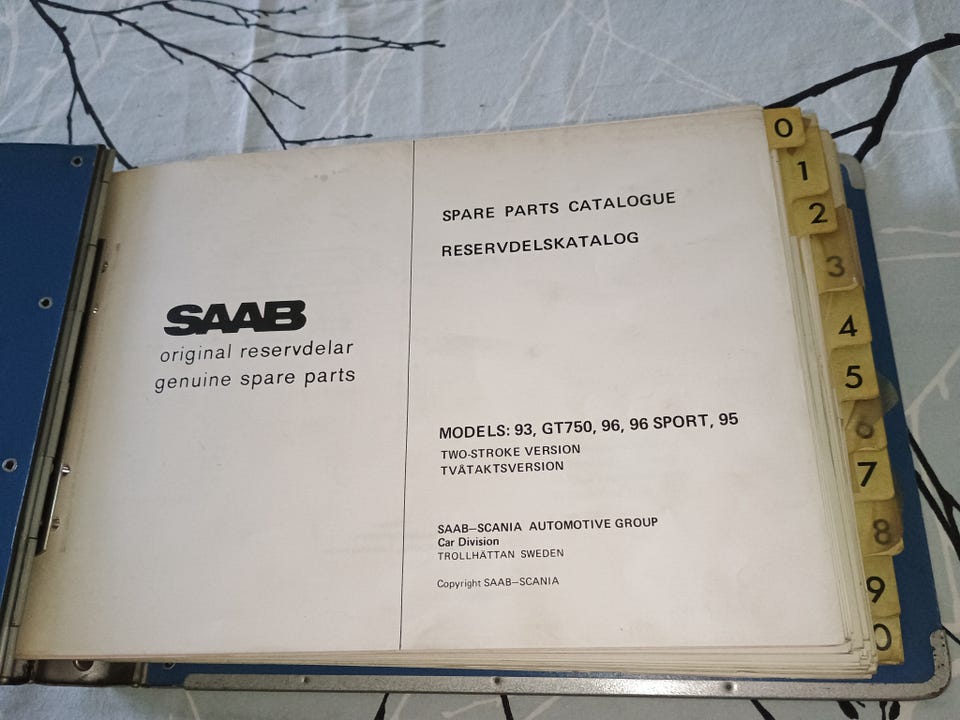 SAAB
original reservdelar
genuine spare parts
SPARE PARTS CATALOGUE
RESERVDELSKATALOG
MODELS: 93, GT750, 96, 96 SPORT, 95
TWO-STROKE VERSION
TVÅTAKTSVERSION
SAAB–SCANIA AUTOMOTIVE GROUP
Car Division
TROLLHÄTTAN SWEDEN
Copyright SAAB–SCANIA
0
1
2
3
4
5
6
7
8
9
0